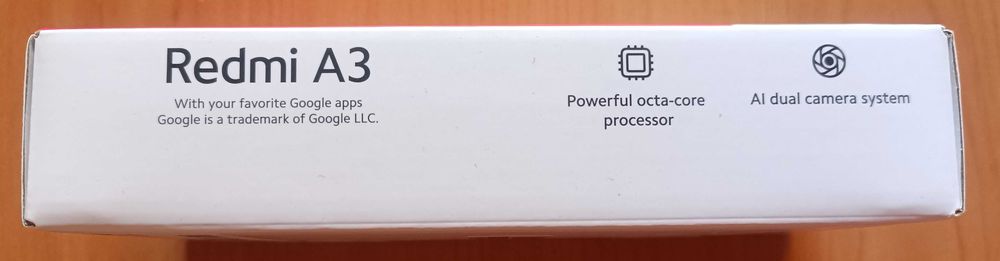 Redmi A3
With your favorite Google apps
Google is a trademark of Google LLC.
Powerful octa-core
processor
AI dual camera system